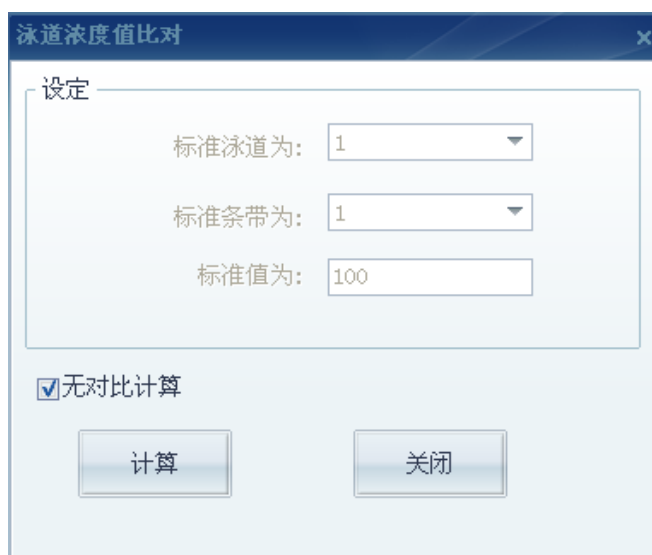 泳道浓度值比对
设定
标准泳道为: 1
标准条带为: 1
标准值为: 100
无对比计算
计算 关闭